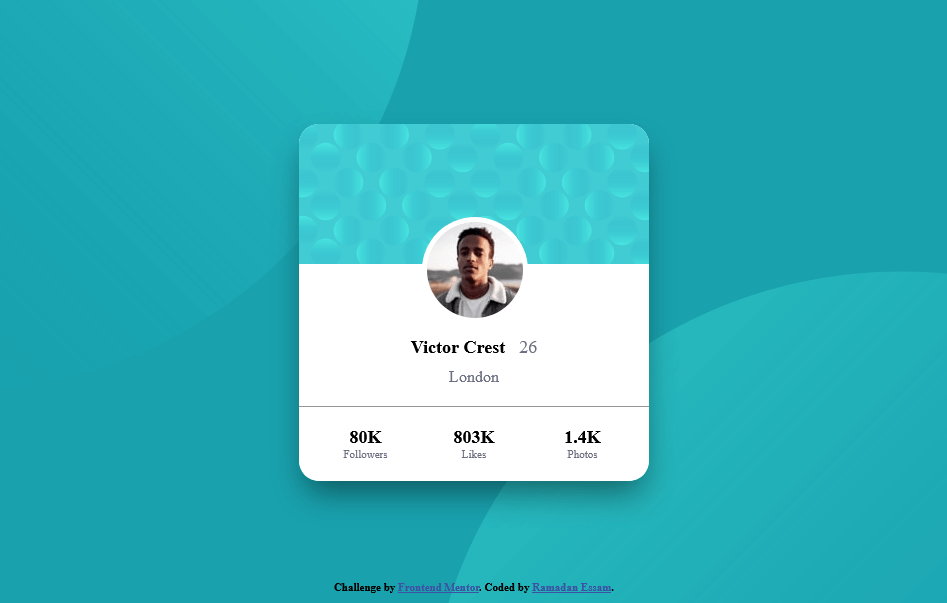 Victor Crest 26
London
80K 803K 1.4K
Followers Likes Photos
Challenge by Frontend Mentor. Coded by Ramadan Essam.